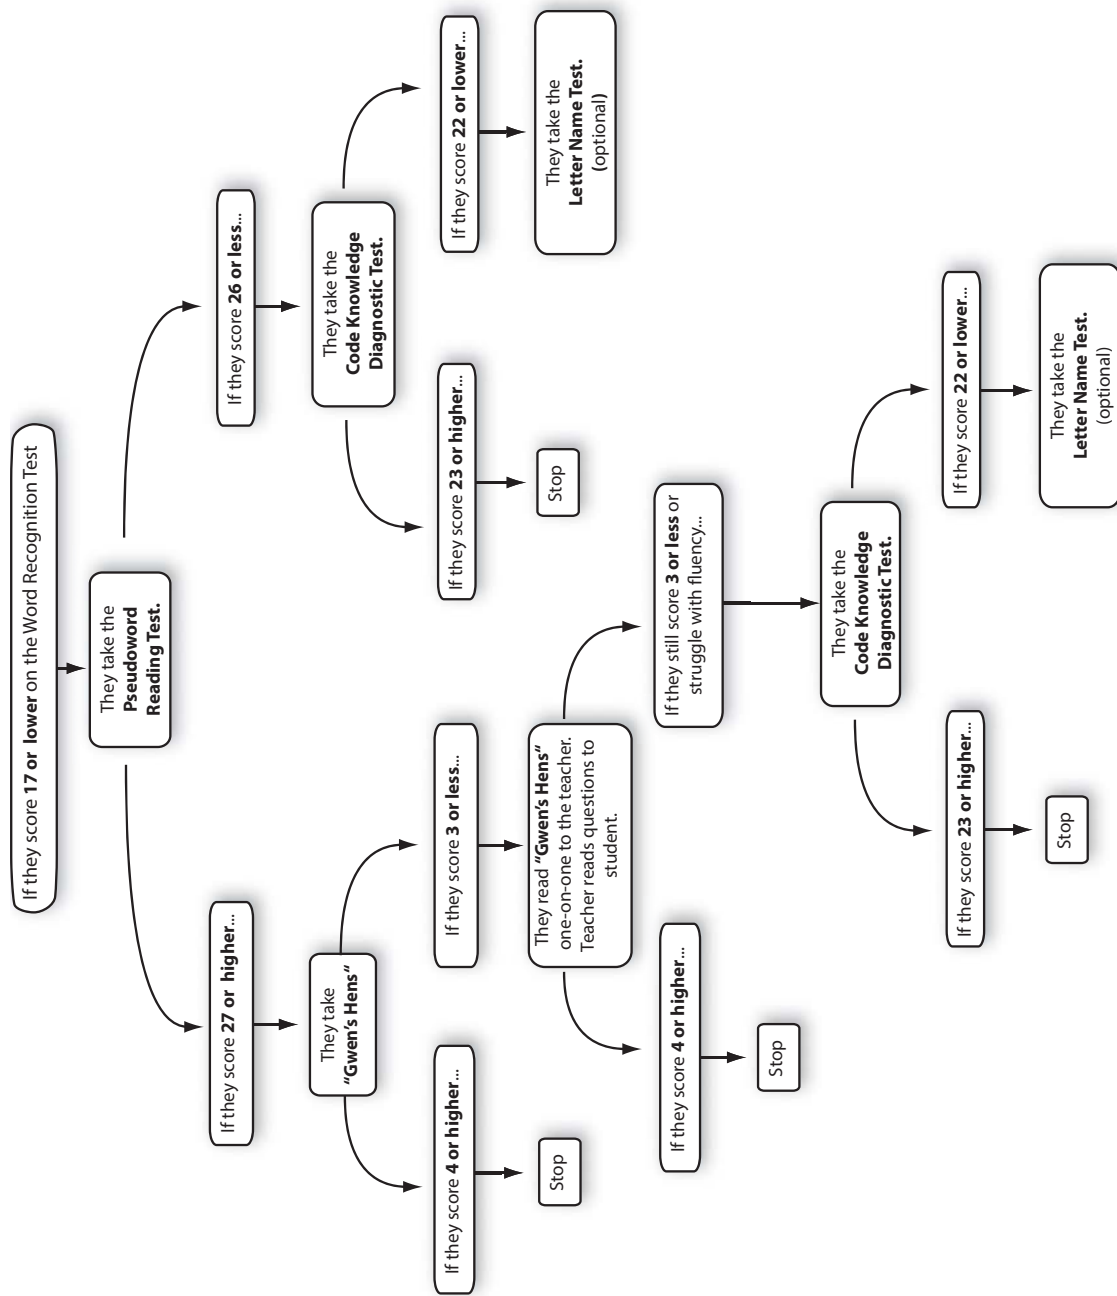 If they score 17 or lower on the Word Recognition Test
They take the
Pseudoword
Reading Test.
If they score 27 or higher...
They take
“Gwen’s Hens“
If they score 4 or higher...
Stop
If they score 3 or less...
They read “Gwen’s Hens“
one-on-one to the teacher.
Teacher reads questions to
student.
If they score 4 or higher...
Stop
If they still score 3 or less or
struggle with fluency...
They take the
Code Knowledge
Diagnostic Test.
If they score 23 or higher...
Stop
If they score 22 or lower...
They take the
Letter Name Test.
(optional)
If they score 26 or less...
They take the
Code Knowledge
Diagnostic Test.
If they score 23 or higher...
Stop
If they score 22 or lower...
They take the
Letter Name Test.
(optional)